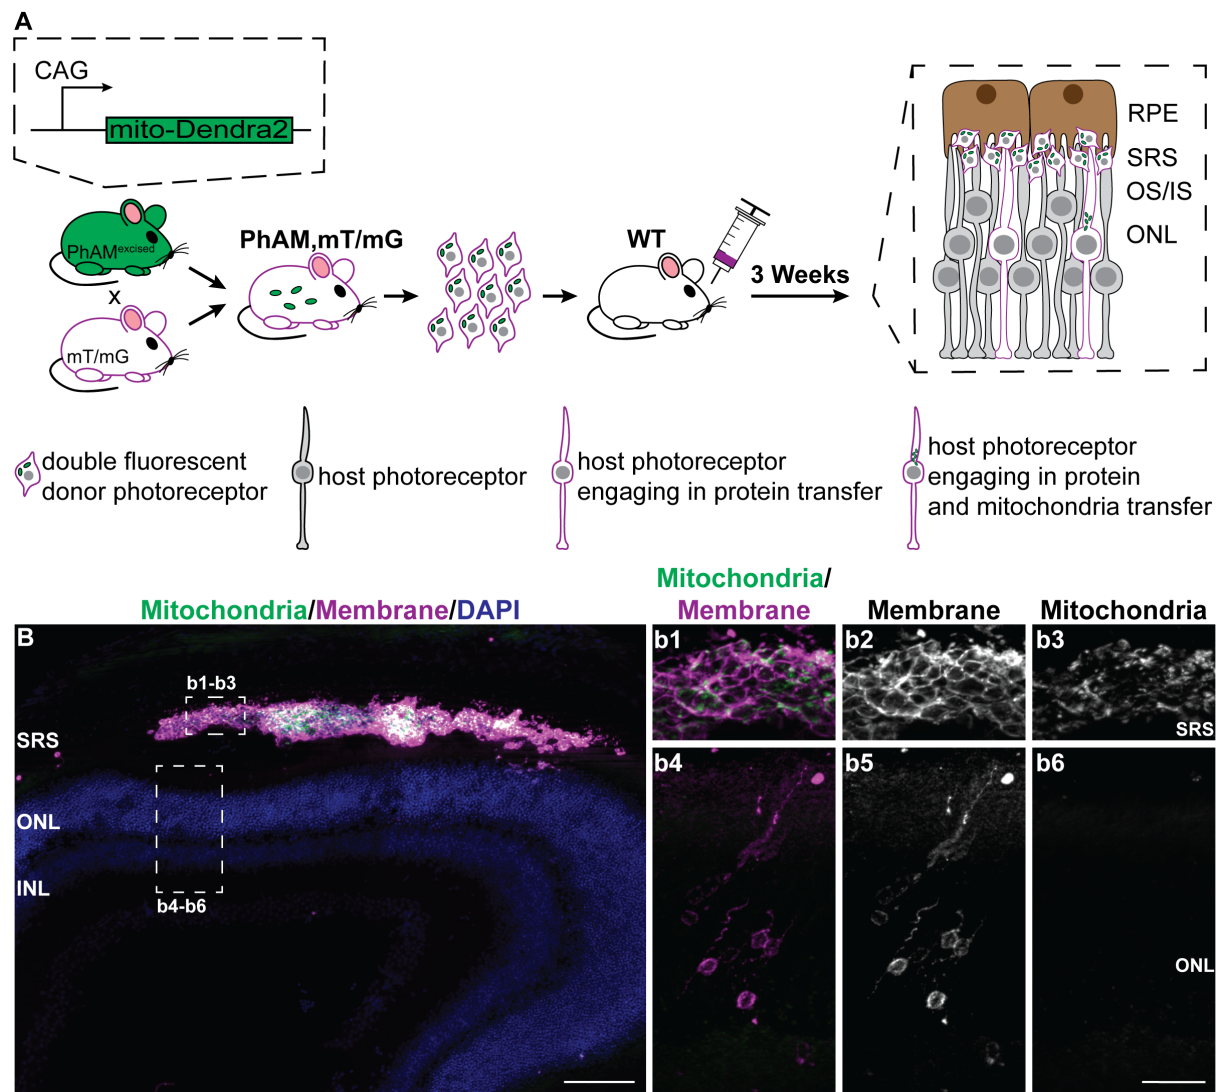 A
CAG
mito-Dendra2
PhAMexcised
x
mT/mG
PhAM,mT/mG
WT
3 Weeks
RPE
SRS
OS/IS
ONL
double fluorescent
donor photoreceptor
host photoreceptor
host photoreceptor
engaging in protein transfer
host photoreceptor
engaging in protein
and mitochondria transfer
Mitochondria/Membrane/DAPI
Mitochondria/
Membrane
Membrane
Mitochondria
B
b1-b3
SRS
ONL
INL
b4-b6
b1
b2
b3
SRS
b4
b5
b6
ONL